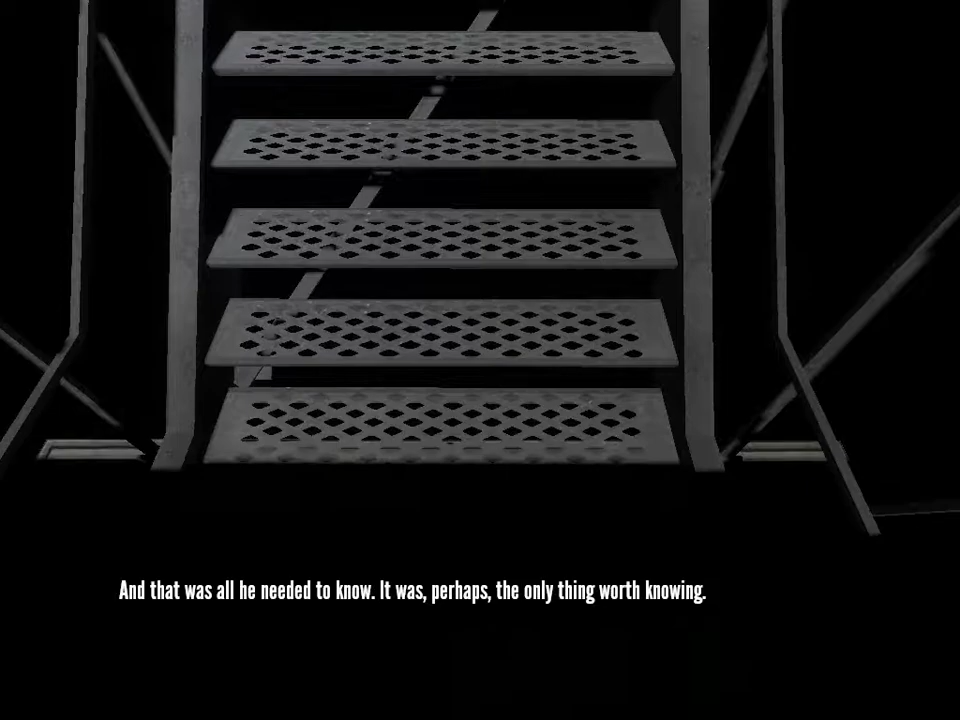 And that was all he needed to know. It was, perhaps, the only thing worth knowing.